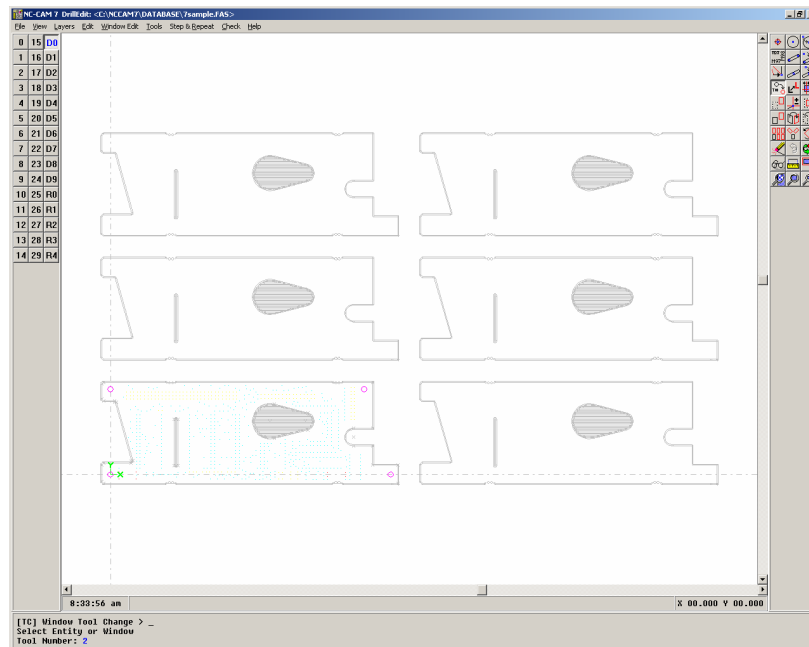 NC-CAM 7 DrillEdit: <C:\NCCAM7\DATABASE\7sample.FAS>
File View Layers Edit Window Edit Tools Step & Repeat Check Help
0 15 D0
1 16 D1
2 17 D2
3 18 D3
4 19 D4
5 20 D5
6 21 D6
7 22 D7
8 23 D8
9 24 D9
10 25 R0
11 26 R1
12 27 R2
13 28 R3
14 29 R4
Y
X
8:33:56 am
X 00.000 Y 00.000
[TC] Window Tool Change > _
Select Entity or Window
Tool Number: 2